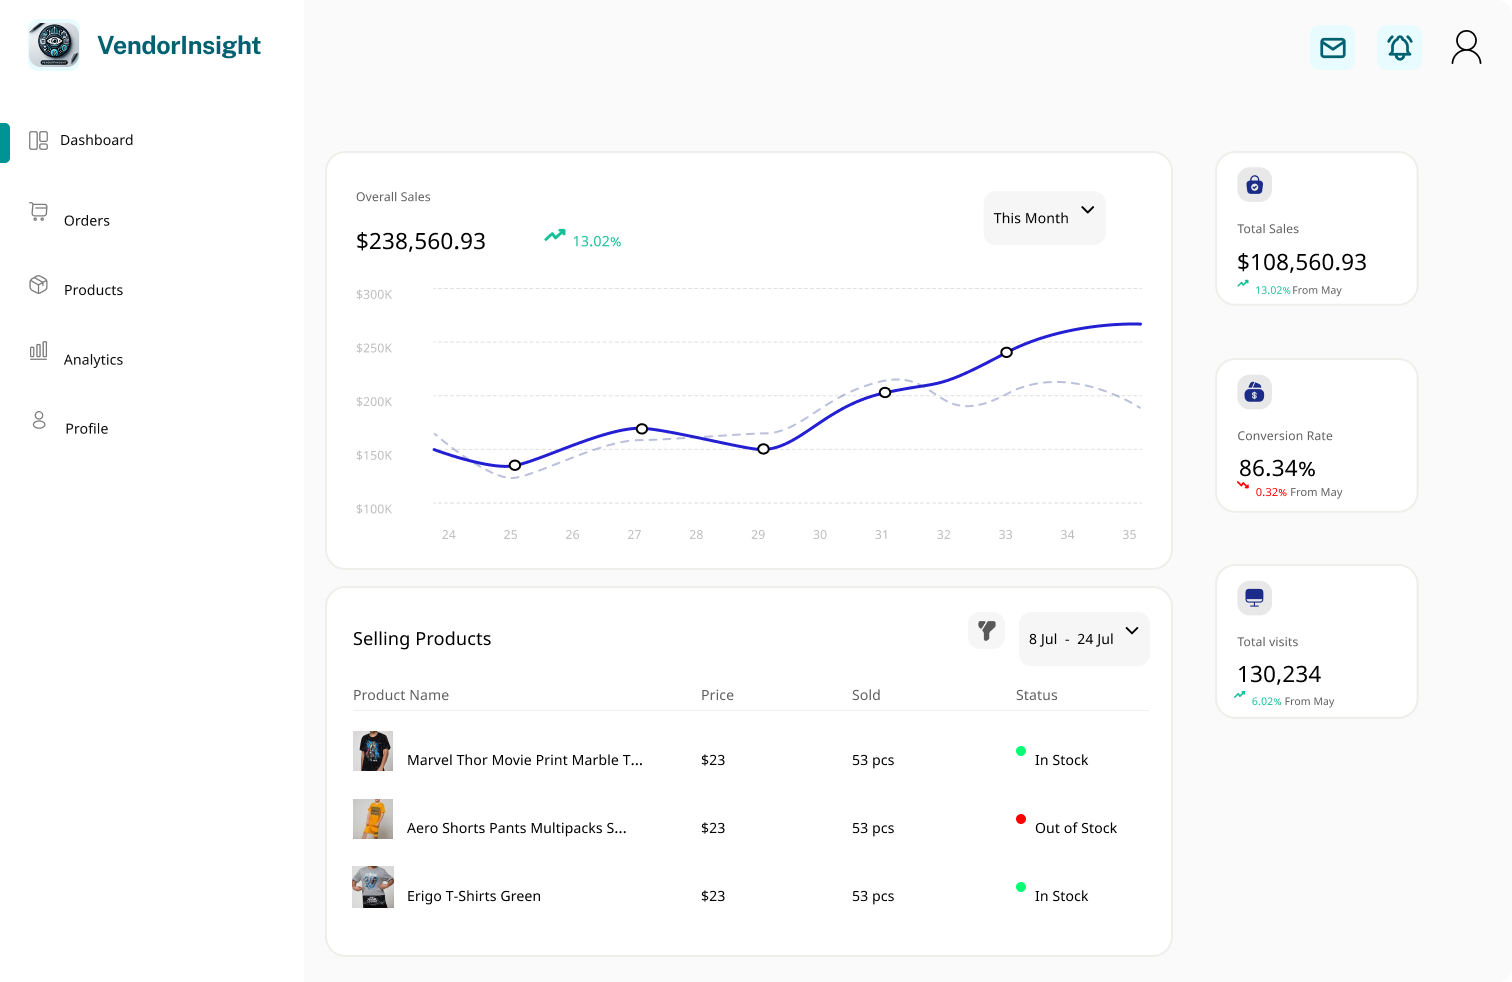 VendorInsight
Dashboard
Orders
Products
Analytics
Profile
Overall Sales
$238,560.93
13.02%
This Month
$300K
$250K
$200K
$150K
$100K
24 25 26 27 28 29 30 31 32 33 34 35
Selling Products
8 Jul - 24 Jul
Product Name Price Sold Status
Marvel Thor Movie Print Marble T... $23 53 pcs In Stock
Aero Shorts Pants Multipacks S... $23 53 pcs Out of Stock
Erigo T-Shirts Green $23 53 pcs In Stock
Total Sales
$108,560.93
13.02% From May
Conversion Rate
86.34%
0.32% From May
Total visits
130,234
6.02% From May